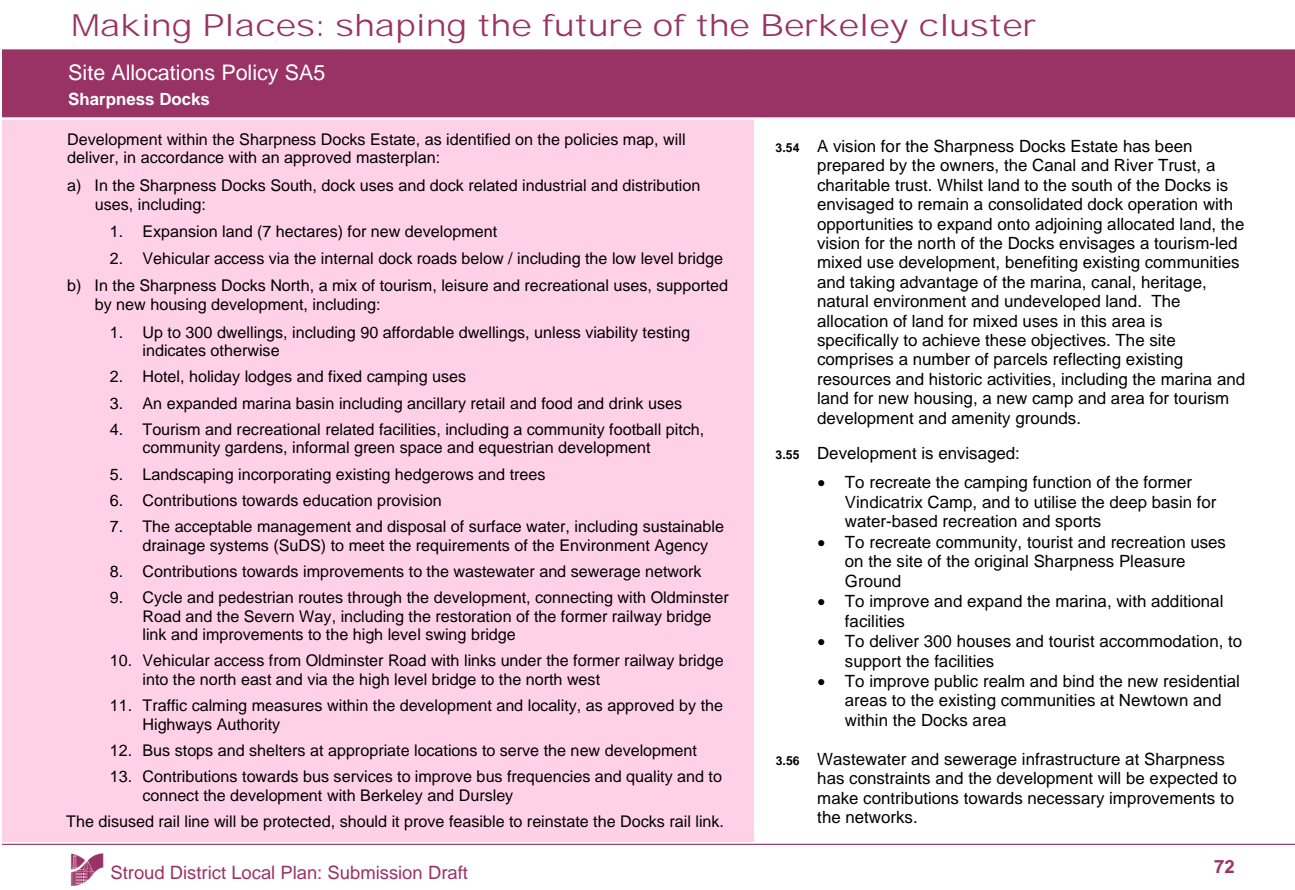 Making Places: shaping the future of the Berkeley cluster
Site Allocations Policy SA5
Sharpness Docks
Development within the Sharpness Docks Estate, as identified on the policies map, will
deliver, in accordance with an approved masterplan:
a) In the Sharpness Docks South, dock uses and dock related industrial and distribution
uses, including:
1. Expansion land (7 hectares) for new development
2. Vehicular access via the internal dock roads below / including the low level bridge
b) In the Sharpness Docks North, a mix of tourism, leisure and recreational uses, supported
by new housing development, including:
1. Up to 300 dwellings, including 90 affordable dwellings, unless viability testing
indicates otherwise
2. Hotel, holiday lodges and fixed camping uses
3. An expanded marina basin including ancillary retail and food and drink uses
4. Tourism and recreational related facilities, including a community football pitch,
community gardens, informal green space and equestrian development
5. Landscaping incorporating existing hedgerows and trees
6. Contributions towards education provision
7. The acceptable management and disposal of surface water, including sustainable
drainage systems (SuDS) to meet the requirements of the Environment Agency
8. Contributions towards improvements to the wastewater and sewerage network
9. Cycle and pedestrian routes through the development, connecting with Oldminster
Road and the Severn Way, including the restoration of the former railway bridge
link and improvements to the high level swing bridge
10. Vehicular access from Oldminster Road with links under the former railway bridge
into the north east and via the high level bridge to the north west
11. Traffic calming measures within the development and locality, as approved by the
Highways Authority
12. Bus stops and shelters at appropriate locations to serve the new development
13. Contributions towards bus services to improve bus frequencies and quality and to
connect the development with Berkeley and Dursley
The disused rail line will be protected, should it prove feasible to reinstate the Docks rail link.
3.54 A vision for the Sharpness Docks Estate has been
prepared by the owners, the Canal and River Trust, a
charitable trust. Whilst land to the south of the Docks is
envisaged to remain a consolidated dock operation with
opportunities to expand onto adjoining allocated land, the
vision for the north of the Docks envisages a tourism-led
mixed use development, benefiting existing communities
and taking advantage of the marina, canal, heritage,
natural environment and undeveloped land. The
allocation of land for mixed uses in this area is
specifically to achieve these objectives. The site
comprises a number of parcels reflecting existing
resources and historic activities, including the marina and
land for new housing, a new camp and area for tourism
development and amenity grounds.
3.55 Development is envisaged:
• To recreate the camping function of the former
Vindicatrix Camp, and to utilise the deep basin for
water-based recreation and sports
• To recreate community, tourist and recreation uses
on the site of the original Sharpness Pleasure
Ground
• To improve and expand the marina, with additional
facilities
• To deliver 300 houses and tourist accommodation, to
support the facilities
• To improve public realm and bind the new residential
areas to the existing communities at Newtown and
within the Docks area
3.56 Wastewater and sewerage infrastructure at Sharpness
has constraints and the development will be expected to
make contributions towards necessary improvements to
the networks.
Stroud District Local Plan: Submission Draft
72